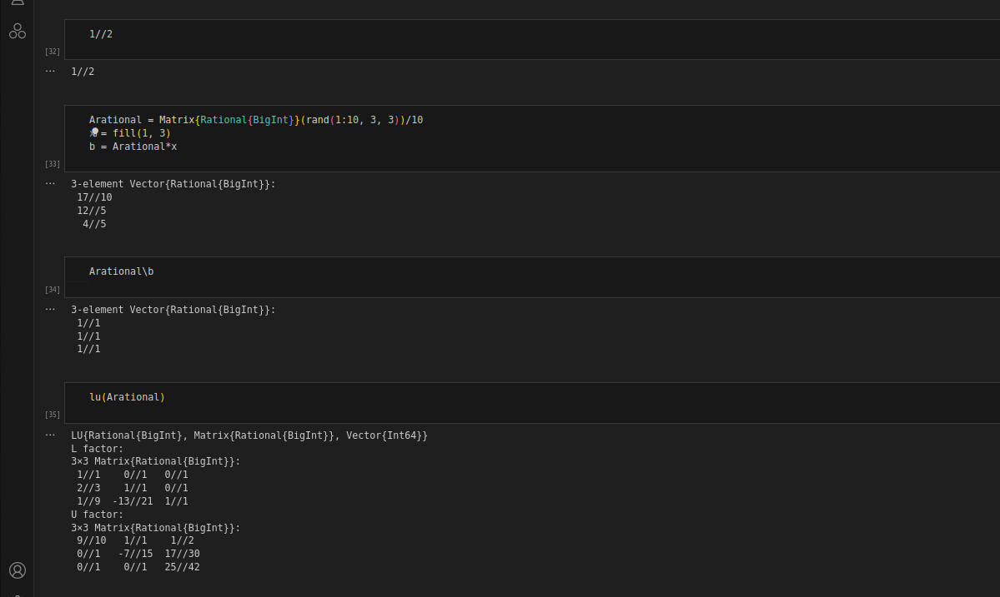 1//2
[32]
... 1//2
Arational = Matrix{Rational{BigInt}}(rand(1:10, 3, 3))/10
= fill(1, 3)
b = Arational*x
[33]
... 3-element Vector{Rational{BigInt}}:
17//10
12//5
4//5
Arational\b
[34]
... 3-element Vector{Rational{BigInt}}:
1//1
1//1
1//1
lu(Arational)
[35]
... LU{Rational{BigInt}, Matrix{Rational{BigInt}}, Vector{Int64}}
L factor:
3×3 Matrix{Rational{BigInt}}:
1//1 0//1 0//1
2//3 1//1 0//1
1//9 -13//21 1//1
U factor:
3×3 Matrix{Rational{BigInt}}:
9//10 1//1 1//2
0//1 -7//15 17//30
0//1 0//1 25//42